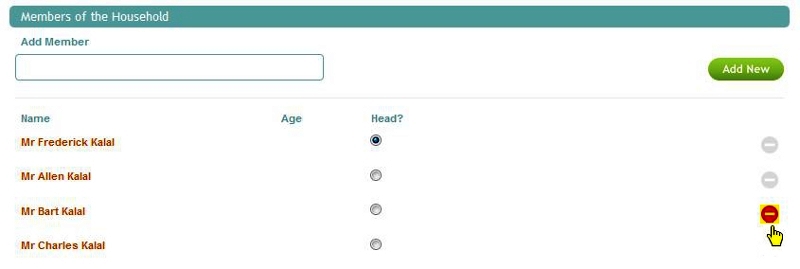 Members of the Household
Add Member
Add New
Name Age Head?
Mr Frederick Kalal
Mr Allen Kalal
Mr Bart Kalal
Mr Charles Kalal